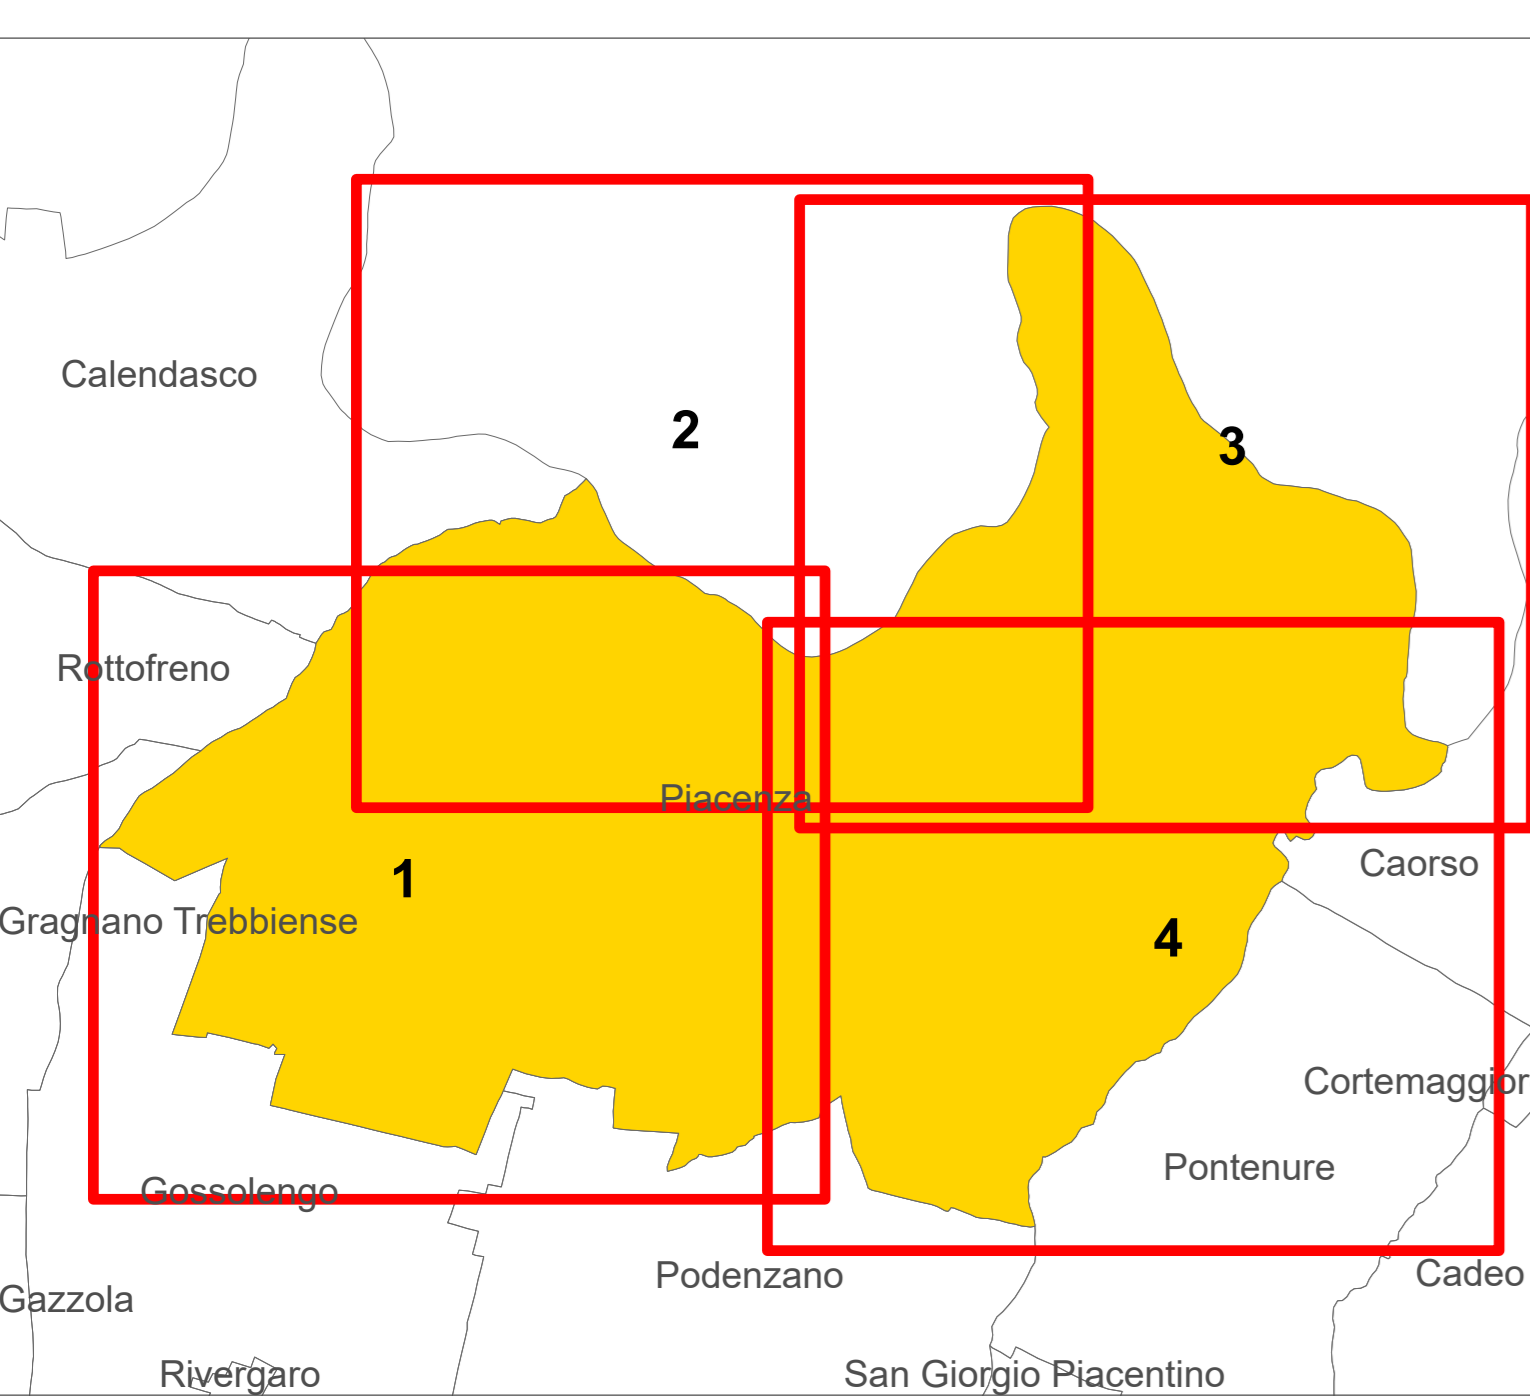 Calendasco
2
3
Rottofreno
Piacenza
Caorso
1
Gragnano Trebbiense
4
Cortemaggior
Pontenure
Gossolengo
Podenzano
Cadeo
Gazzola
Rivergaro
San Giorgio Piacentino